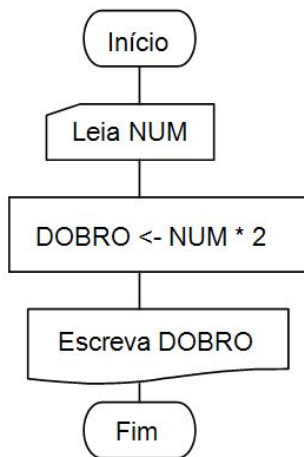 Início
Leia NUM
DOBRO <- NUM * 2
Escreva DOBRO
Fim